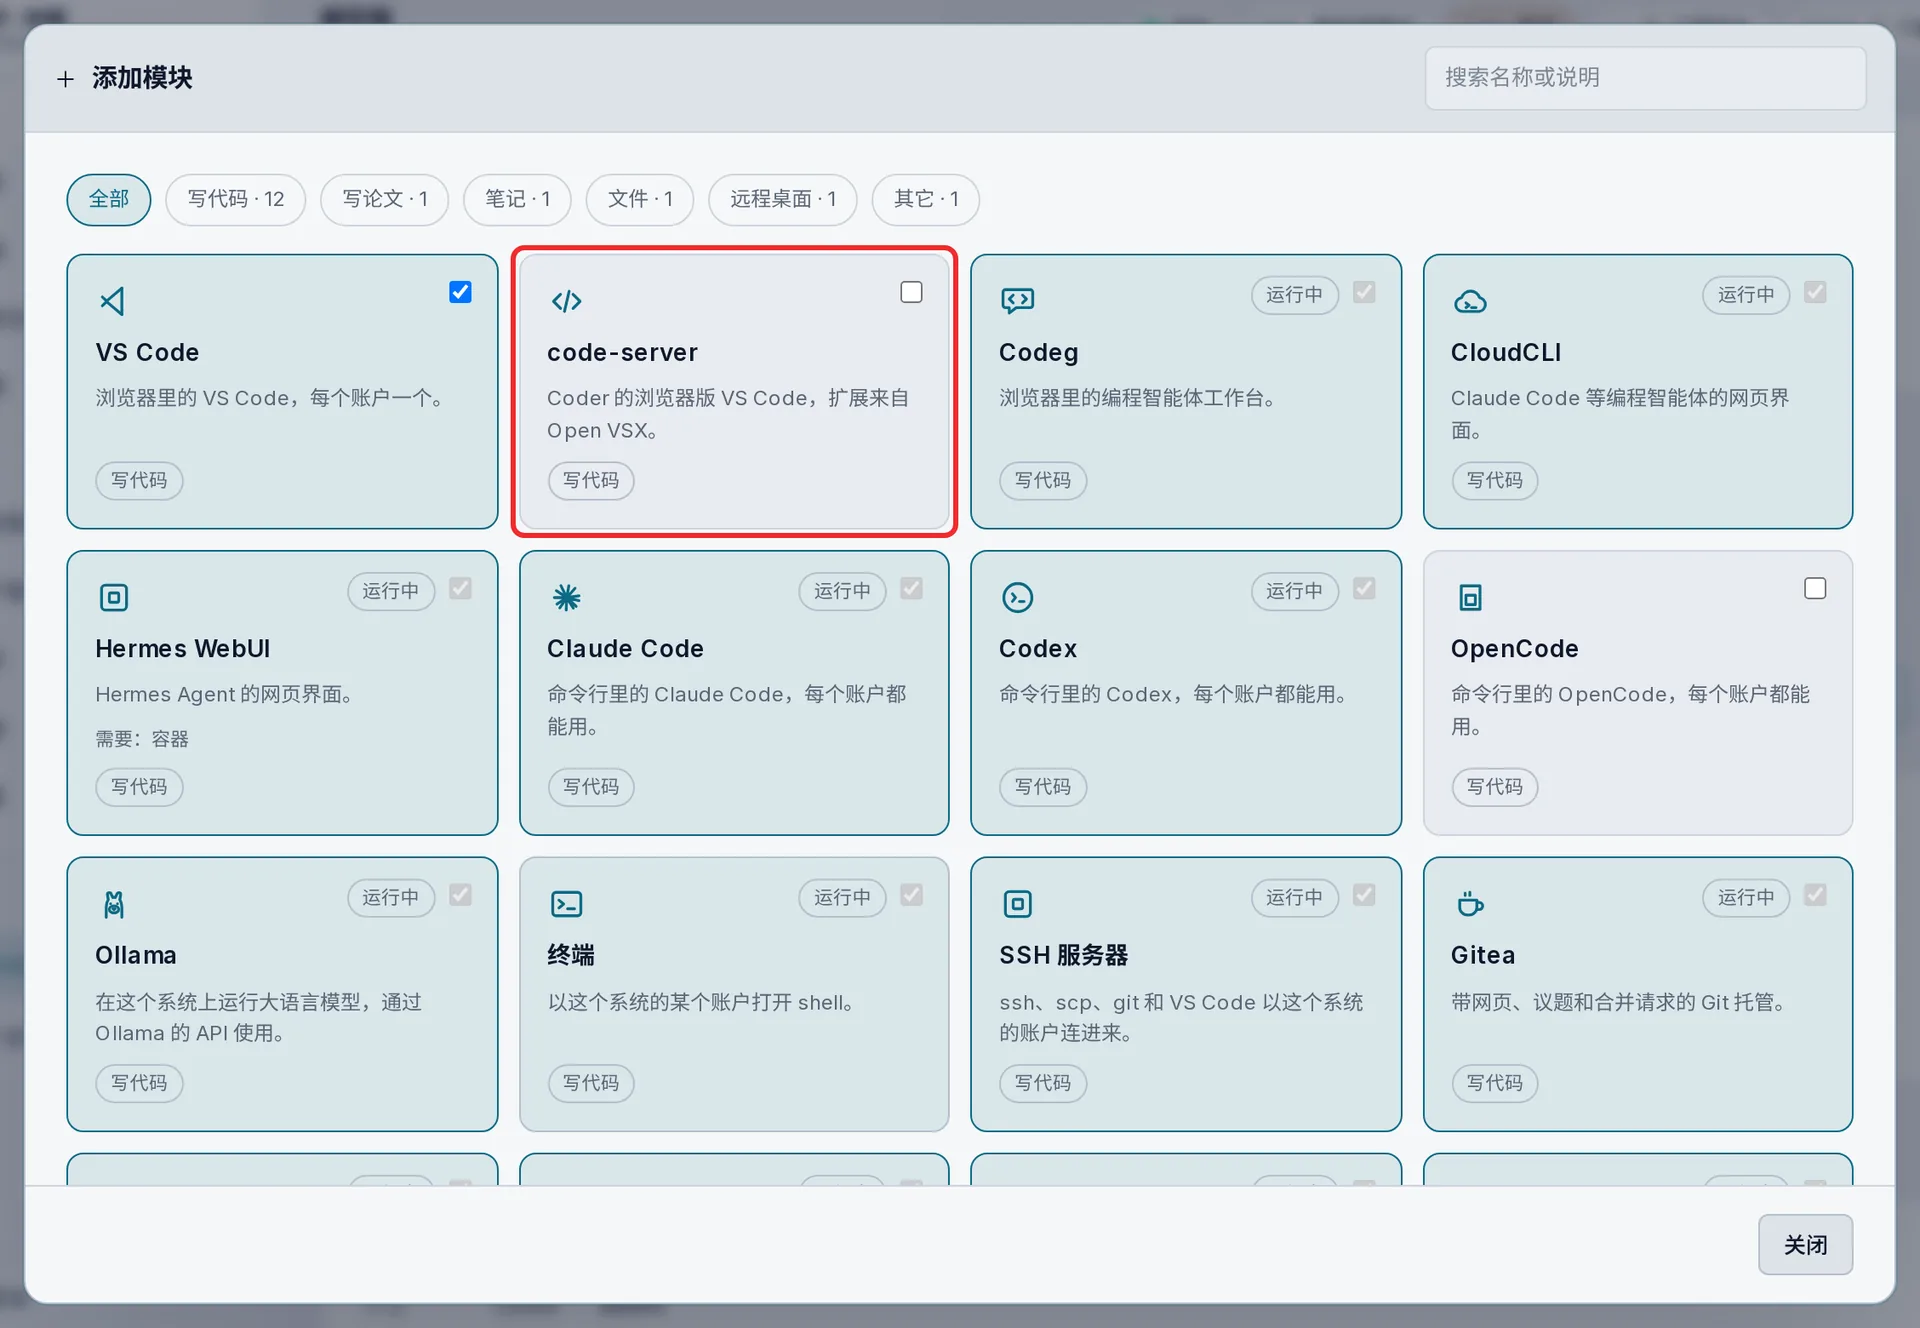 添加模块
搜索名称或说明
全部
写代码 · 12
写论文 · 1
笔记 · 1
文件 · 1
远程桌面 · 1
其它 · 1
VS Code
浏览器里的 VS Code，每个账户一个。
写代码
code-server
Coder 的浏览器版 VS Code，扩展来自
Open VSX。
写代码
运行中
Codeg
浏览器里的编程智能体工作台。
写代码
运行中
CloudCLI
Claude Code 等编程智能体的网页界
面。
写代码
运行中
Hermes WebUI
Hermes Agent 的网页界面。
需要：容器
写代码
运行中
Claude Code
命令行里的 Claude Code，每个账户都
能用。
写代码
运行中
Codex
命令行里的 Codex，每个账户都能用。
写代码
OpenCode
命令行里的 OpenCode，每个账户都能
用。
写代码
运行中
Ollama
在这个系统上运行大语言模型，通过
Ollama 的 API 使用。
写代码
运行中
终端
以这个系统的某个账户打开 shell。
写代码
运行中
SSH 服务器
ssh、scp、git 和 VS Code 以这个系统
的账户连进来。
写代码
运行中
Gitea
带网页、议题和合并请求的 Git 托管。
写代码
关闭